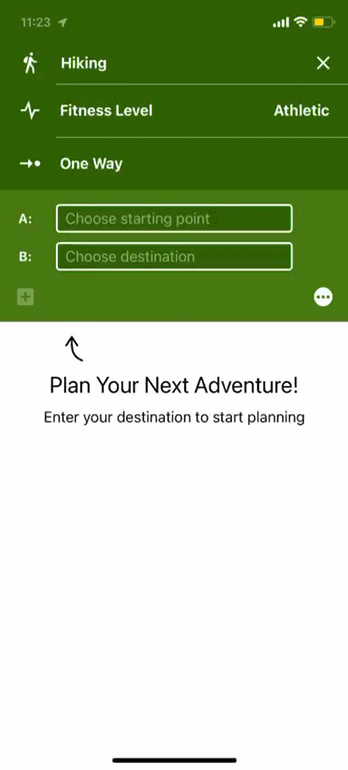 11:23
Hiking
Fitness Level Athletic
One Way
A: Choose starting point
B: Choose destination
Plan Your Next Adventure!
Enter your destination to start planning